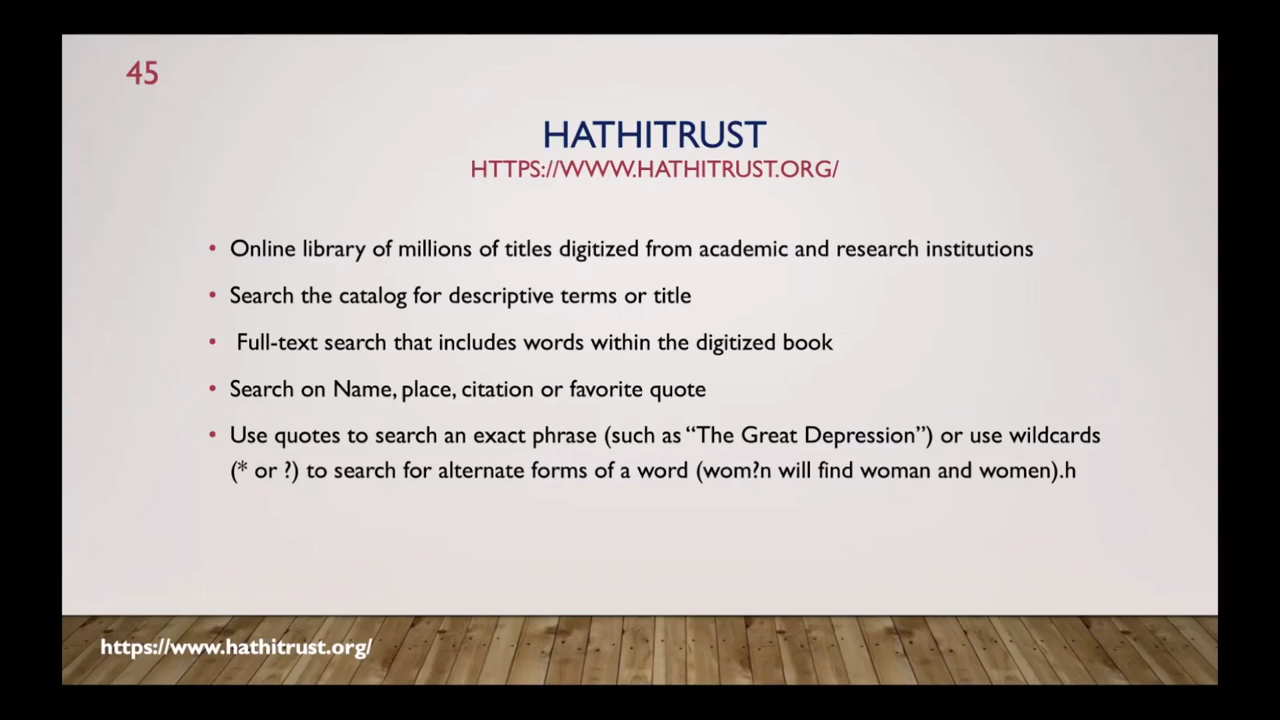 45
HATHITRUST
HTTPS://WWW.HATHITRUST.ORG/
• Online library of millions of titles digitized from academic and research institutions
• Search the catalog for descriptive terms or title
• Full-text search that includes words within the digitized book
• Search on Name, place, citation or favorite quote
• Use quotes to search an exact phrase (such as “The Great Depression”) or use wildcards
(* or ?) to search for alternate forms of a word (wom?n will find woman and women).h
https://www.hathitrust.org/